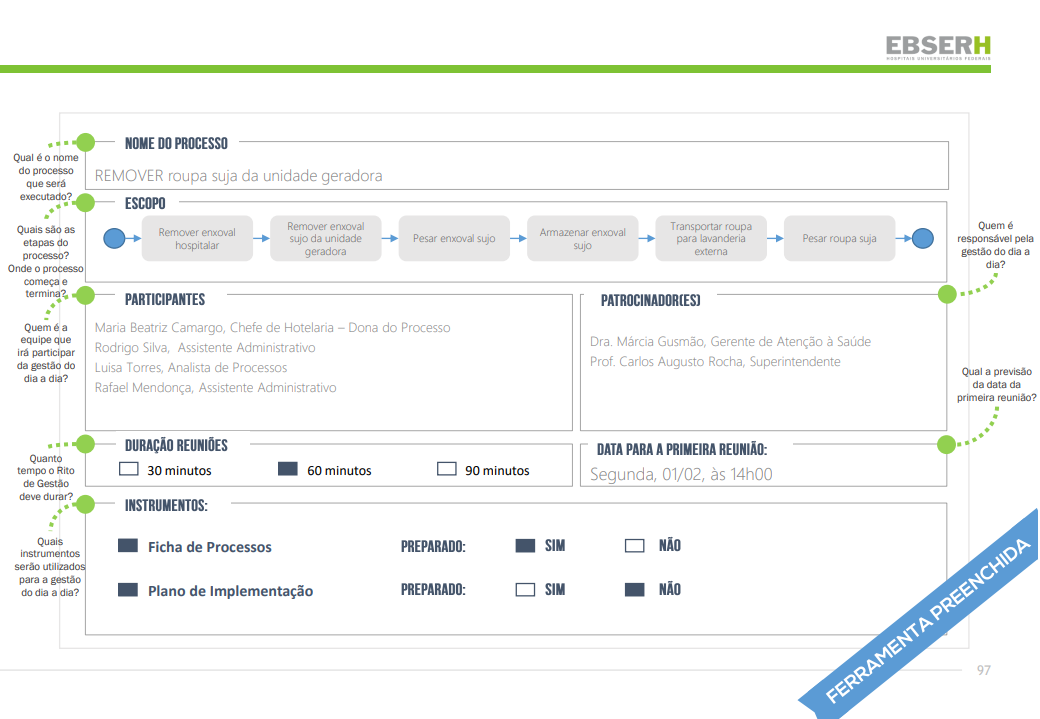 EBSERH
HOSPITAIS UNIVERSITÁRIOS FEDERAIS
Qual é o nome
do processo
que será
executado?
NOME DO PROCESSO
REMOVER roupa suja da unidade geradora
Quais são as
etapas do
processo?
Onde o processo
começa e
termina?
ESCOPO
Remover enxoval
hospitalar
Remover enxoval
sujo da unidade
geradora
Pesar enxoval sujo
Armazenar enxoval
sujo
Transportar roupa
para lavanderia
externa
Pesar roupa suja
Quem é
responsável pela
gestão do dia a
dia?
Quem é a
equipe que
irá participar
da gestão do
dia a dia?
PARTICIPANTES
Maria Beatriz Camargo, Chefe de Hotelaria – Dona do Processo
Rodrigo Silva, Assistente Administrativo
Luisa Torres, Analista de Processos
Rafael Mendonça, Assistente Administrativo
PATROCINADOR(ES)
Dra. Márcia Gusmão, Gerente de Atenção à Saúde
Prof. Carlos Augusto Rocha, Superintendente
Qual a previsão
da data da
primeira reunião?
Quanto
tempo o Rito
de Gestão
deve durar?
DURAÇÃO REUNIÕES
30 minutos
60 minutos
90 minutos
DATA PARA A PRIMEIRA REUNIÃO:
Segunda, 01/02, às 14h00
Quais
instrumentos
serão utilizados
para a gestão
do dia a dia?
INSTRUMENTOS:
Ficha de Processos
PREPARADO:
SIM
NÃO
Plano de Implementação
PREPARADO:
SIM
NÃO
FERRAMENTA PREENCHIDA
97